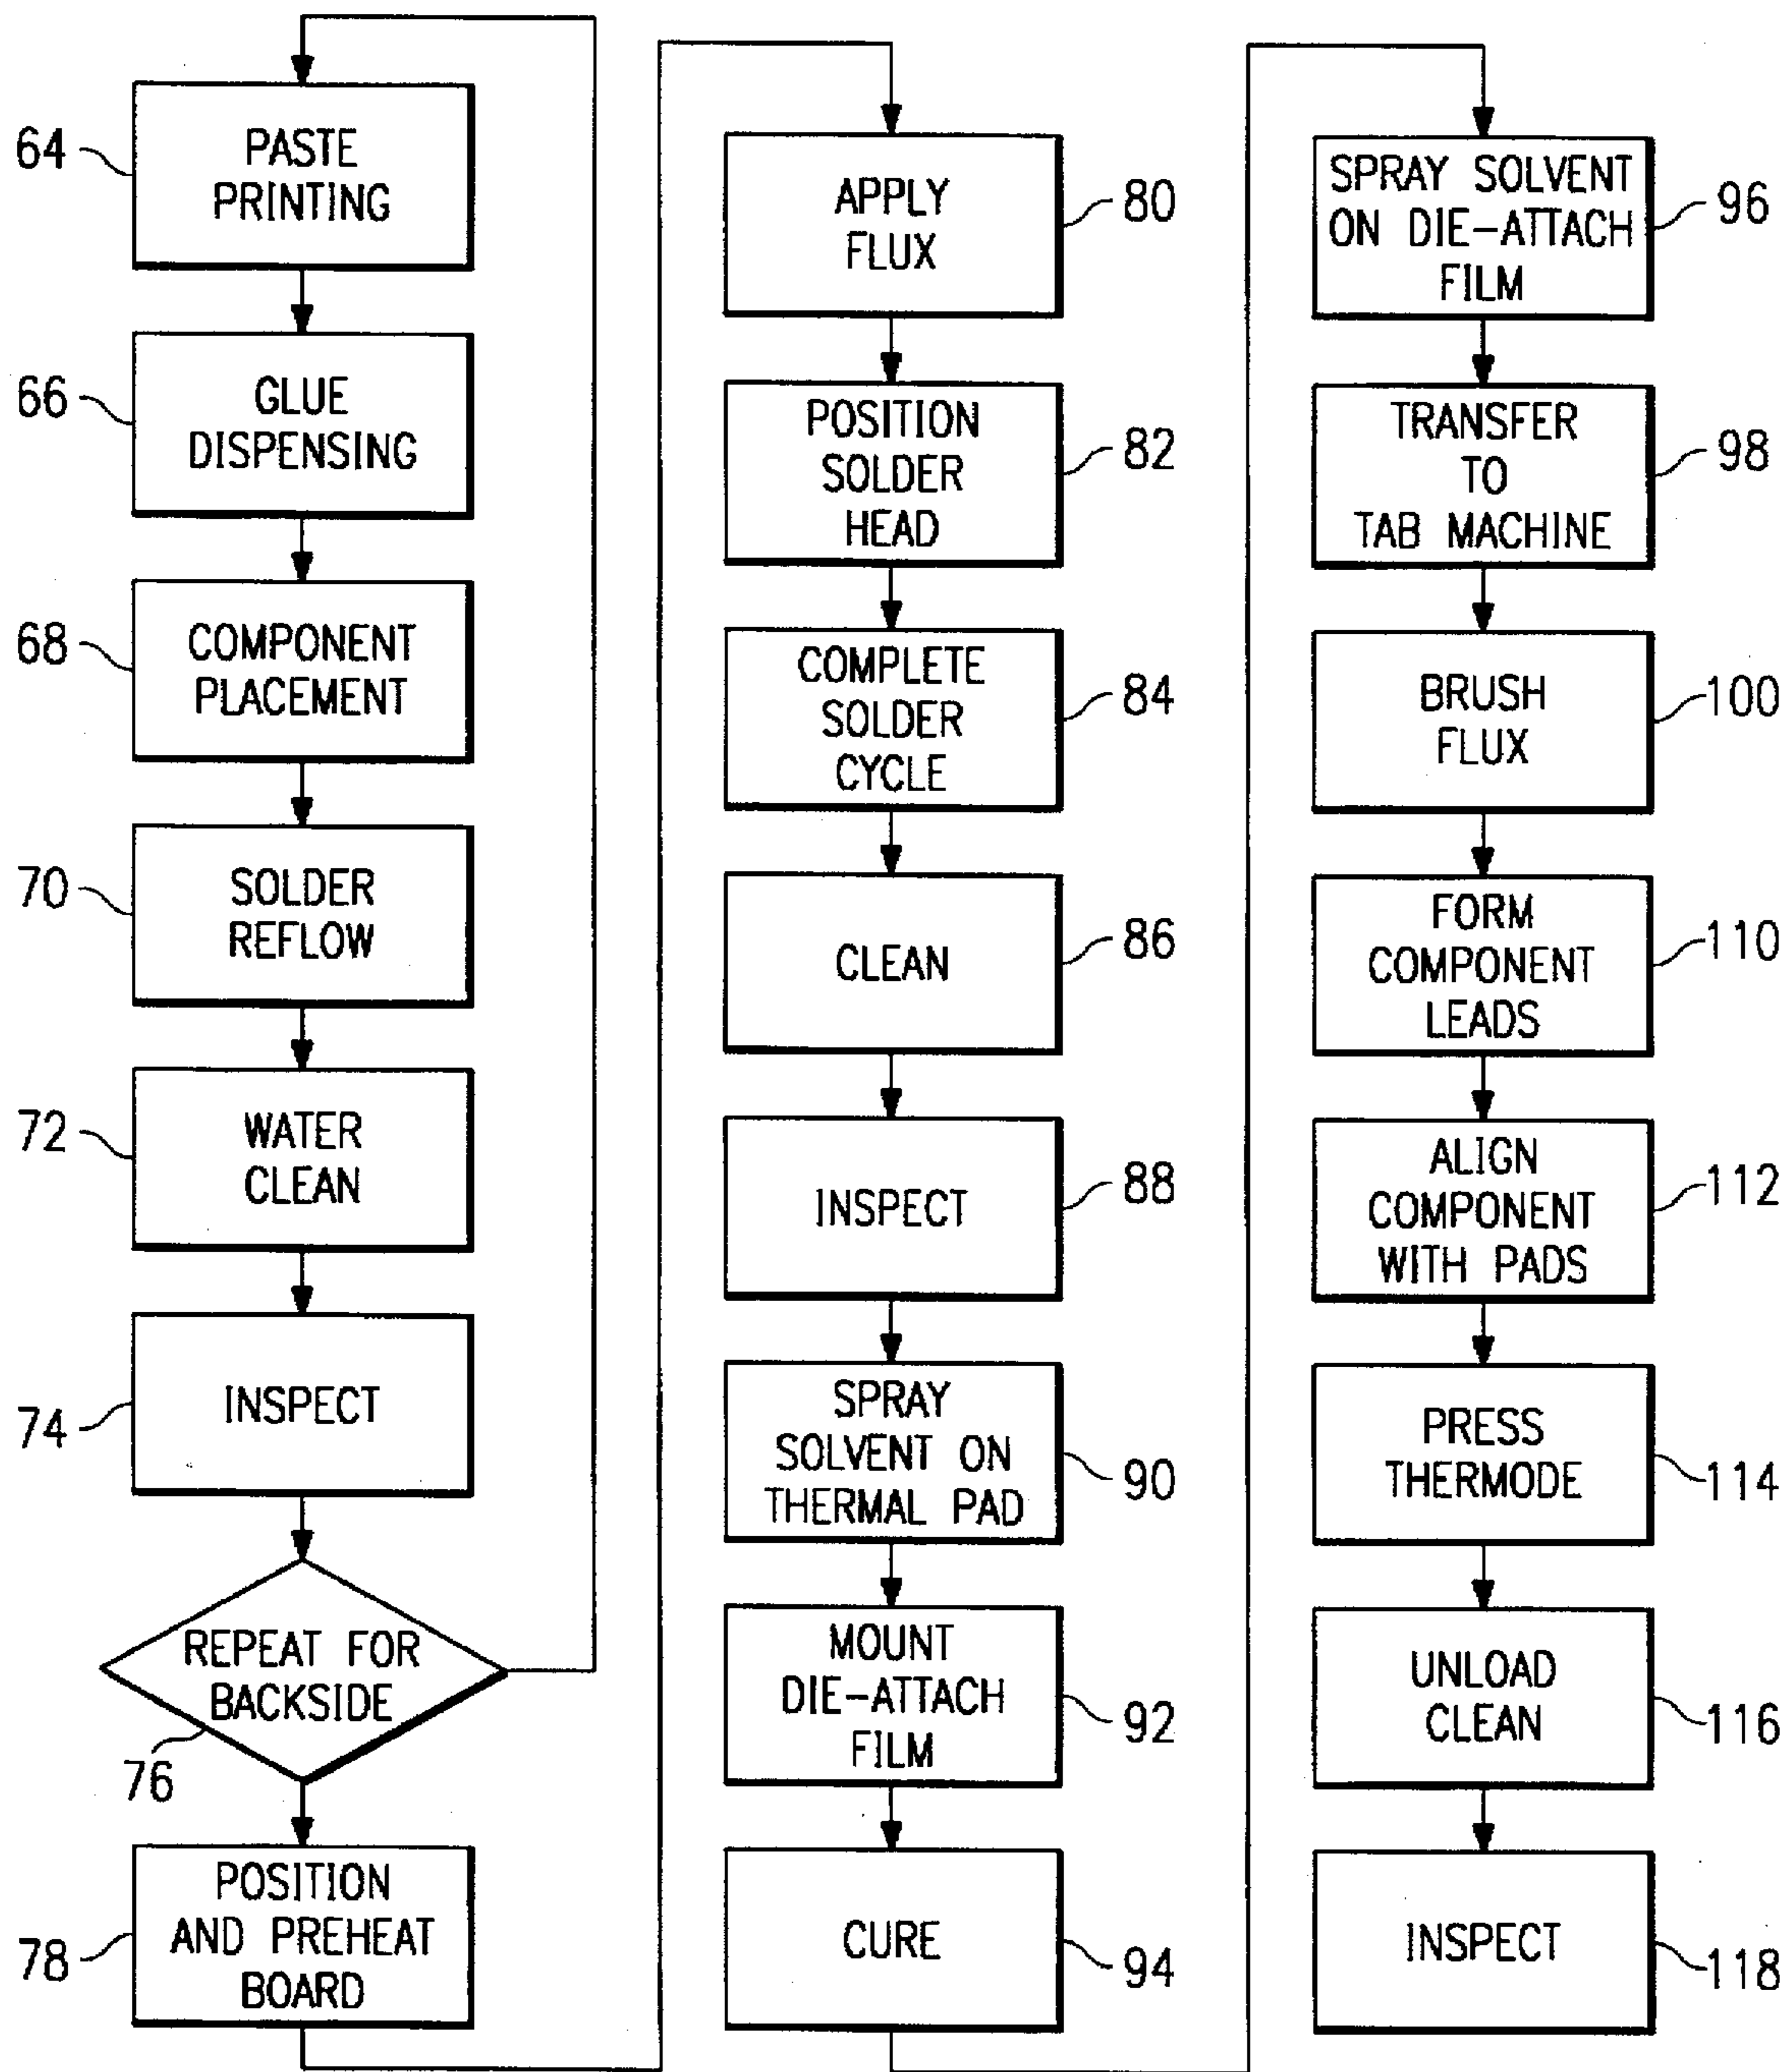 64
PASTE
PRINTING
66
GLUE
DISPENSING
68
COMPONENT
PLACEMENT
70
SOLDER
REFLOW
72
WATER
CLEAN
74
INSPECT
REPEAT FOR
BACKSIDE
76
78
POSITION
AND PREHEAT
BOARD
APPLY
FLUX
80
POSITION
SOLDER
HEAD
82
COMPLETE
SOLDER
CYCLE
84
CLEAN
86
INSPECT
88
SPRAY
SOLVENT ON
THERMAL PAD
90
MOUNT
DIE-ATTACH
FILM
92
CURE
94
SPRAY SOLVENT
ON DIE-ATTACH
FILM
96
TRANSFER
TO
TAB MACHINE
98
BRUSH
FLUX
100
FORM
COMPONENT
LEADS
110
ALIGN
COMPONENT
WITH PADS
112
PRESS
THERMODE
114
UNLOAD
CLEAN
116
INSPECT
118